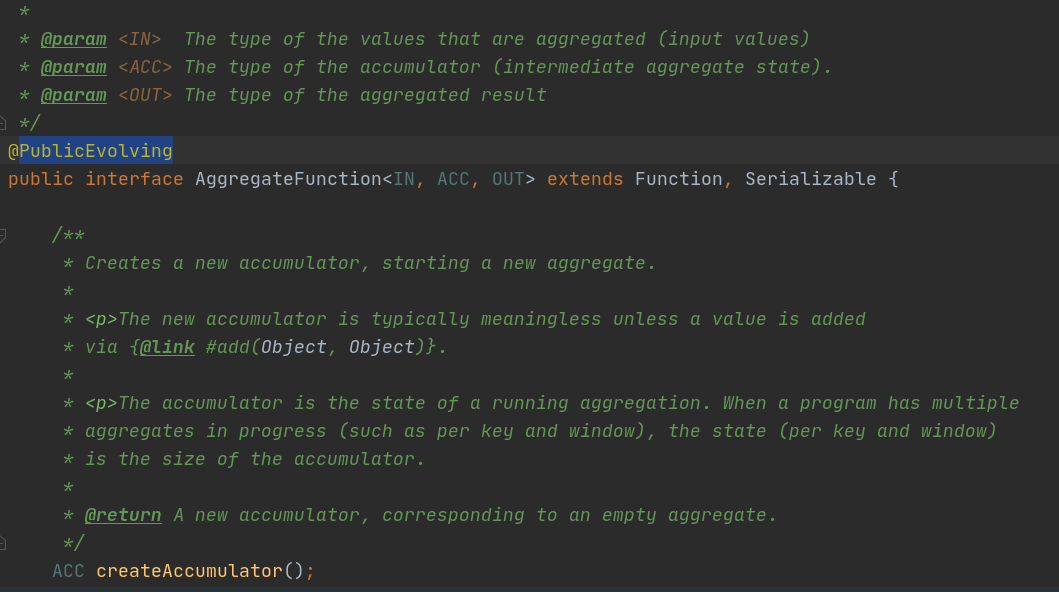 *
* @param <IN>  The type of the values that are aggregated (input values)
* @param <ACC> The type of the accumulator (intermediate aggregate state).
* @param <OUT> The type of the aggregated result
*/
@PublicEvolving
public interface AggregateFunction<IN, ACC, OUT> extends Function, Serializable {
/**
* Creates a new accumulator, starting a new aggregate.
*
* <p>The new accumulator is typically meaningless unless a value is added
* via {@link #add(Object, Object)}.
*
* <p>The accumulator is the state of a running aggregation. When a program has multiple
* aggregates in progress (such as per key and window), the state (per key and window)
* is the size of the accumulator.
*
* @return A new accumulator, corresponding to an empty aggregate.
*/
ACC createAccumulator();